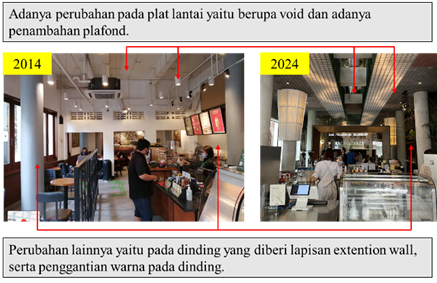 Adanya perubahan pada plat lantai yaitu berupa void dan adanya
penambahan plafond.
2014
2024
Perubahan lainnya yaitu pada dinding yang diberi lapisan extention wall,
serta penggantian warna pada dinding.